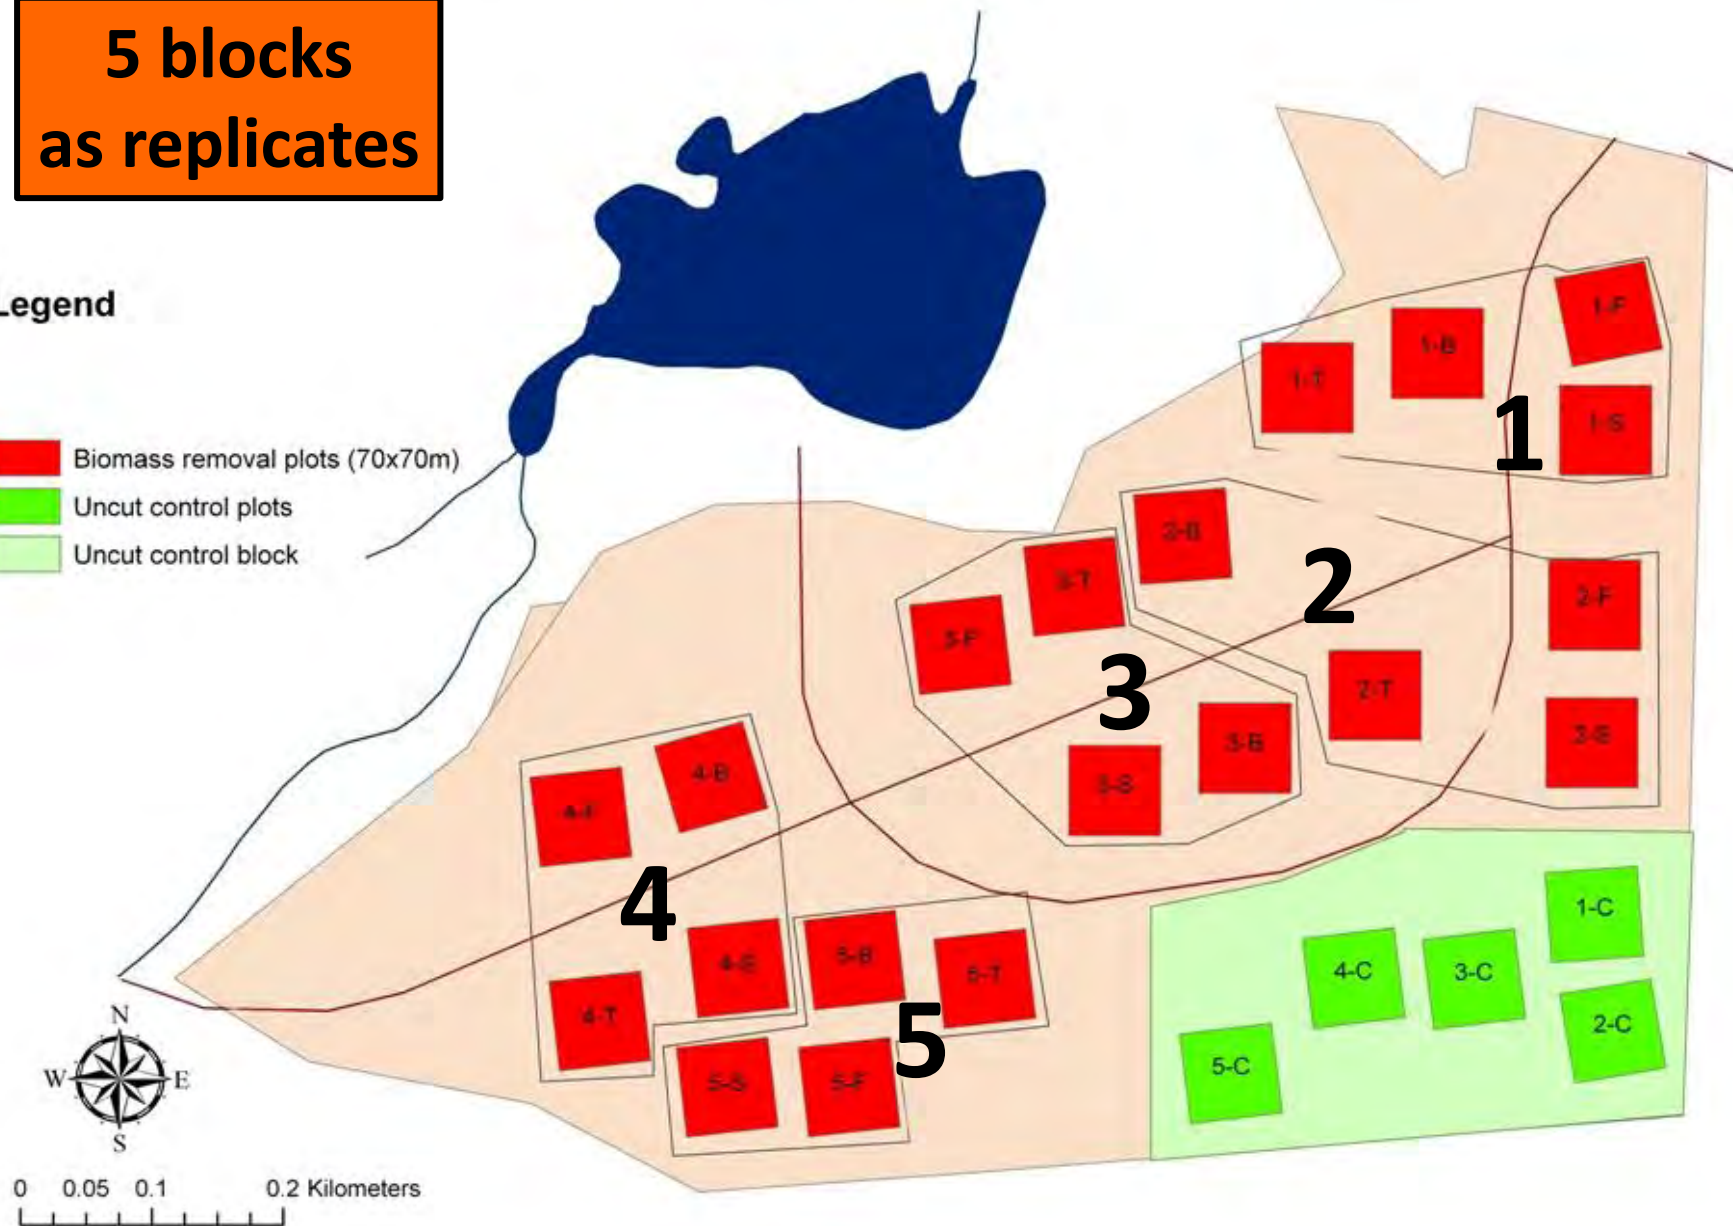 5 blocks
as replicates
Legend
Biomass removal plots (70x70m)
Uncut control plots
Uncut control block
1-F
1-B
1-T
1-S
1
2-B
2
3-T
2-F
3-F
3
2-T
3-B
3-S
4-B
4-F
4
4-S
5-B
5-T
4-T
5
5-S
5-F
1-C
4-C
3-C
2-C
5-C
N
W E
S
0 0.05 0.1 0.2 Kilometers